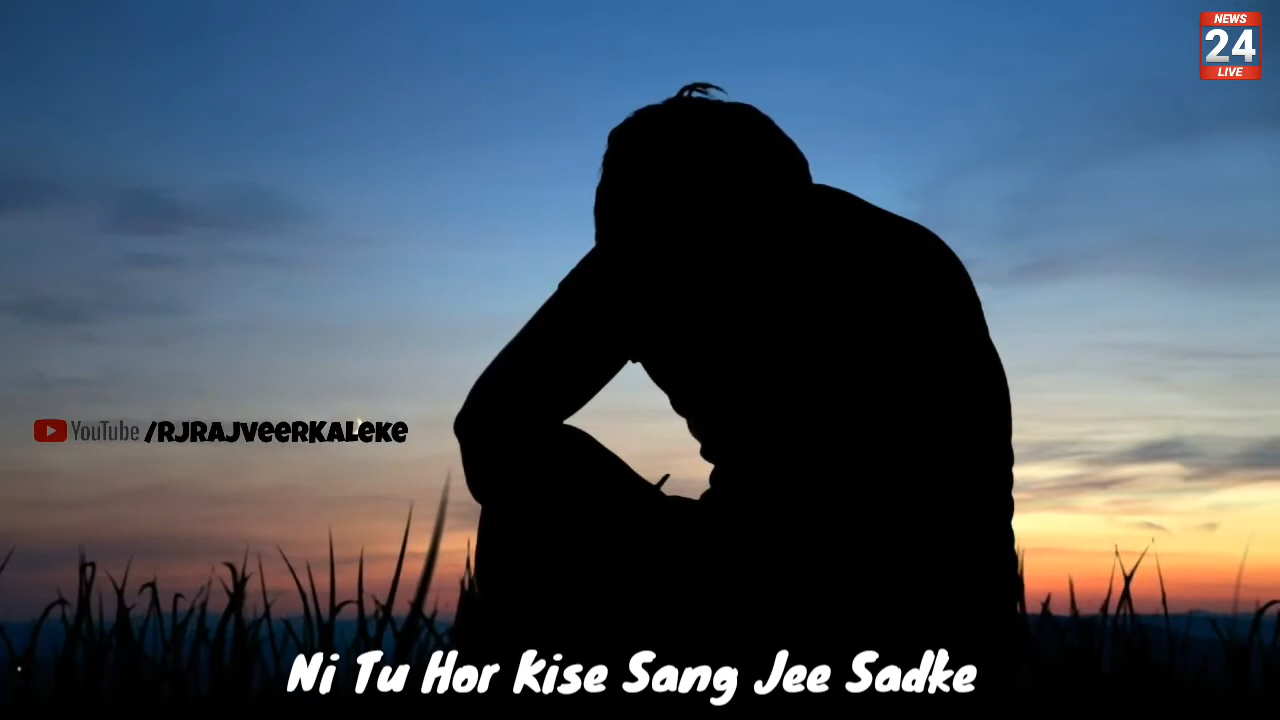 NEWS
24
LIVE
YouTube /RJRAJVEERKALEKE
Ni Tu Hor Kise Sang Jee Sadke